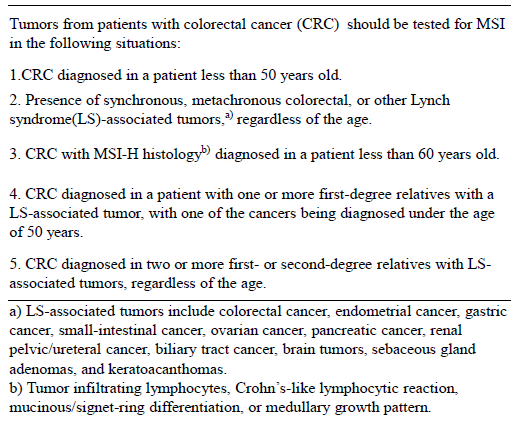 Tumors from patients with colorectal cancer (CRC) should be tested for MSI
in the following situations:
1.CRC diagnosed in a patient less than 50 years old.
2. Presence of synchronous, metachronous colorectal, or other Lynch
syndrome(LS)-associated tumors,a) regardless of the age.
3. CRC with MSI-H histologyb) diagnosed in a patient less than 60 years old.
4. CRC diagnosed in a patient with one or more first-degree relatives with a
LS-associated tumor, with one of the cancers being diagnosed under the age
of 50 years.
5. CRC diagnosed in two or more first- or second-degree relatives with LS-
associated tumors, regardless of the age.
a) LS-associated tumors include colorectal cancer, endometrial cancer, gastric
cancer, small-intestinal cancer, ovarian cancer, pancreatic cancer, renal
pelvic/ureteral cancer, biliary tract cancer, brain tumors, sebaceous gland
adenomas, and keratoacanthomas.
b) Tumor infiltrating lymphocytes, Crohn's-like lymphocytic reaction,
mucinous/signet-ring differentiation, or medullary growth pattern.